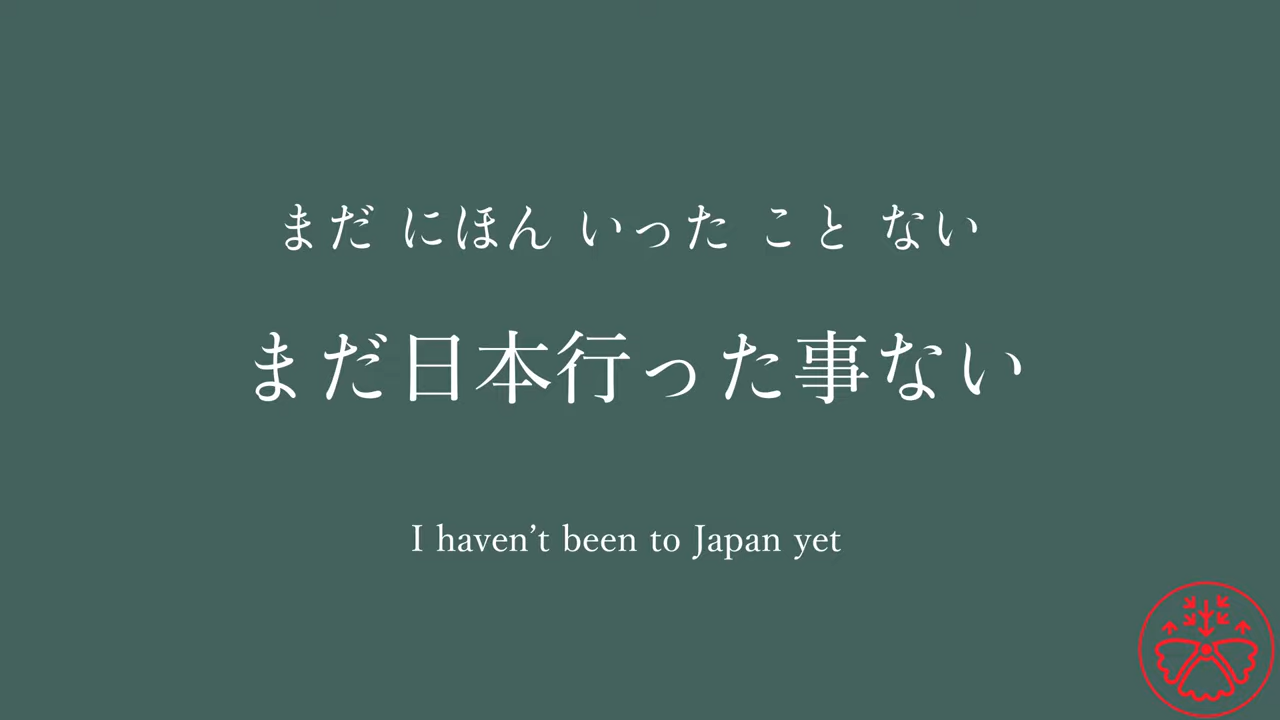 まだ にほん いった こと ない
まだ日本行った事ない
I haven’t been to Japan yet